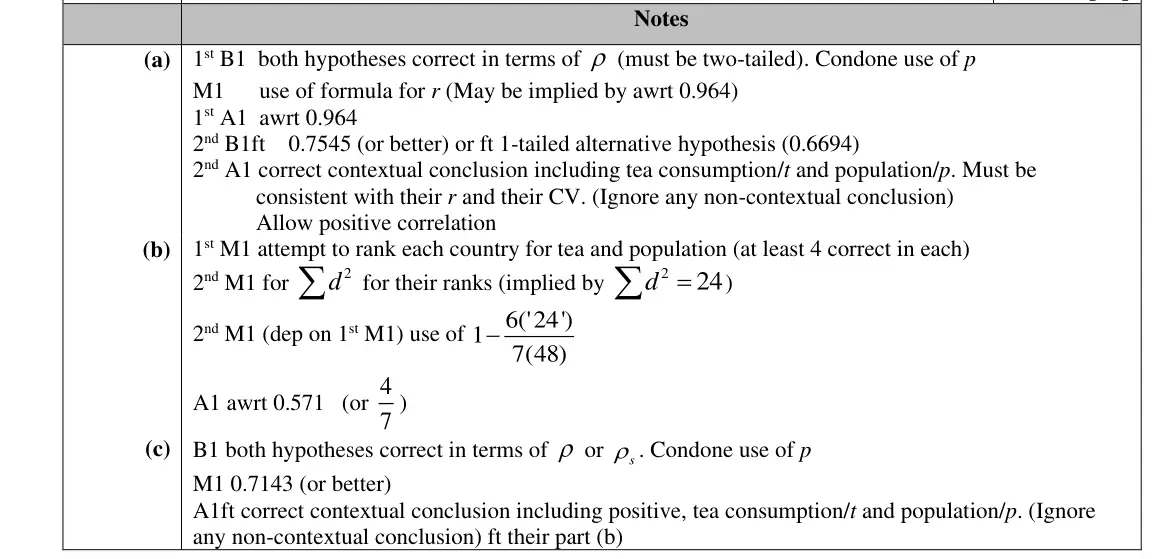 Notes
(a) 1st B1 both hypotheses correct in terms of ρ (must be two-tailed). Condone use of p
M1 use of formula for r (May be implied by awrt 0.964)
1st A1 awrt 0.964
2nd B1ft 0.7545 (or better) or ft 1-tailed alternative hypothesis (0.6694)
2nd A1 correct contextual conclusion including tea consumption/t and population/p. Must be
consistent with their r and their CV. (Ignore any non-contextual conclusion)
Allow positive correlation
(b) 1st M1 attempt to rank each country for tea and population (at least 4 correct in each)
2nd M1 for ∑d² for their ranks (implied by ∑d² = 24)
2nd M1 (dep on 1st M1) use of 1 − 6('24')/7(48)
A1 awrt 0.571 (or 4/7)
(c) B1 both hypotheses correct in terms of ρ or ρₛ. Condone use of p
M1 0.7143 (or better)
A1ft correct contextual conclusion including positive, tea consumption/t and population/p. (Ignore
any non-contextual conclusion) ft their part (b)